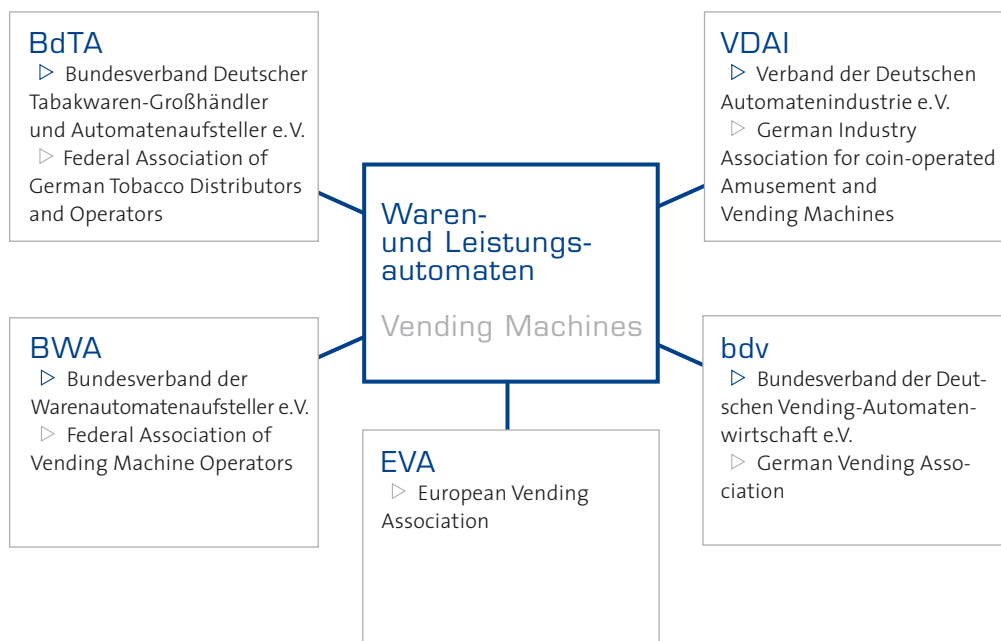 BdTA
▷ Bundesverband Deutscher
Tabakwaren-Großhändler
und Automatenaufsteller e.V.
▷ Federal Association of
German Tobacco Distributors
and Operators
VDAI
▷ Verband der Deutschen
Automatenindustrie e.V.
▷ German Industry
Association for coin-operated
Amusement and
Vending Machines
Waren-
und Leistungs-
automaten
Vending Machines
BWA
▷ Bundesverband der
Warenautomatenaufsteller e.V.
▷ Federal Association of
Vending Machine Operators
EVA
▷ European Vending
Association
bdv
▷ Bundesverband der Deut-
schen Vending-Automaten-
wirtschaft e.V.
▷ German Vending Asso-
ciation